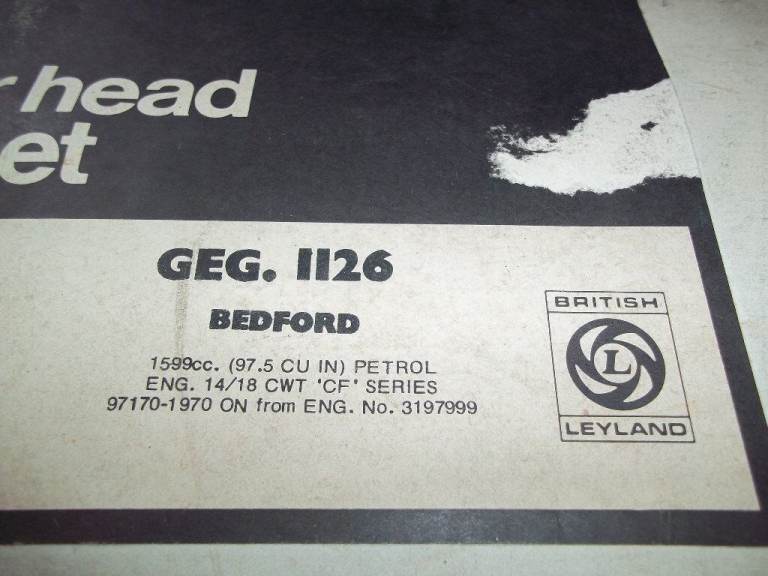 r head
et
GEG. 1126
BEDFORD
1599cc. (97.5 CU IN) PETROL
ENG. 14/18 CWT 'CF' SERIES
97170-1970 ON from ENG. No. 3197999
BRITISH
L
LEYLAND